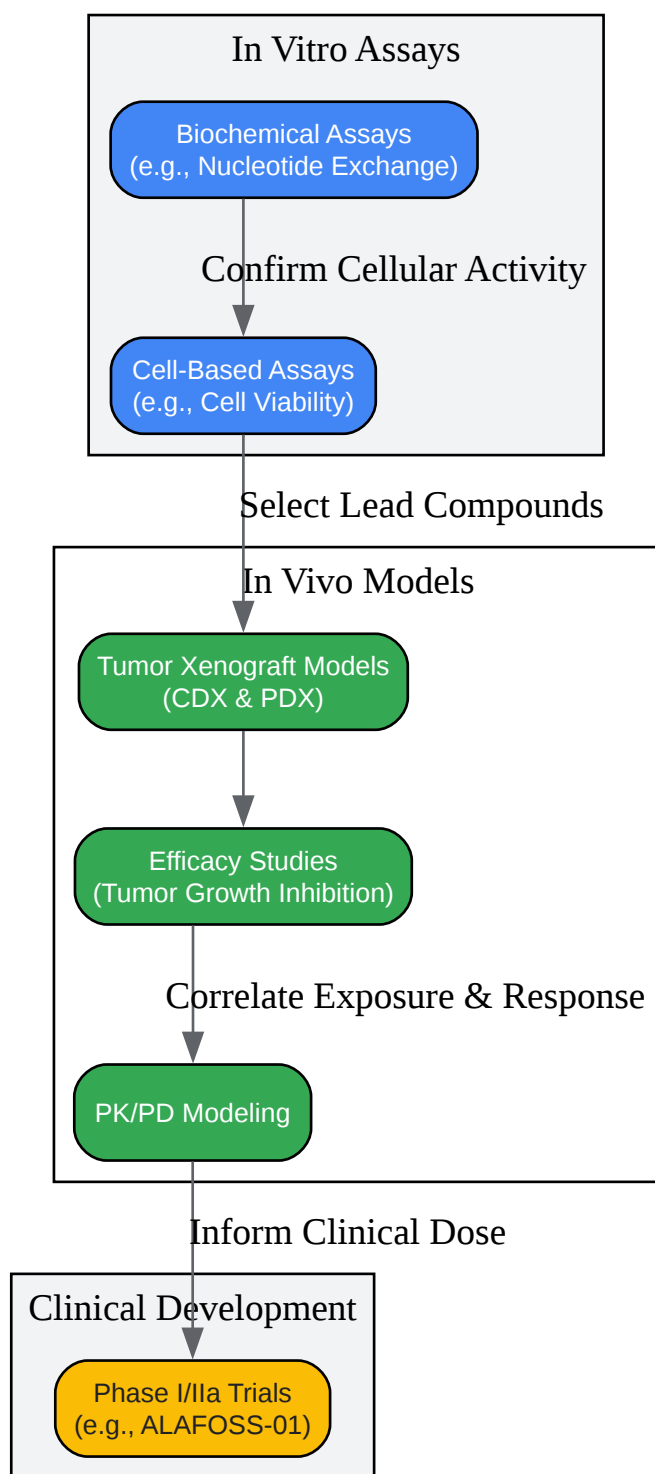 In Vitro Assays
Biochemical Assays
(e.g., Nucleotide Exchange)
Confirm Cellular Activity
Cell-Based Assays
(e.g., Cell Viability)
Select Lead Compounds
In Vivo Models
Tumor Xenograft Models
(CDX & PDX)
Efficacy Studies
(Tumor Growth Inhibition)
Correlate Exposure & Response
PK/PD Modeling
Inform Clinical Dose
Clinical Development
Phase I/IIa Trials
(e.g., ALAFOSS-01)